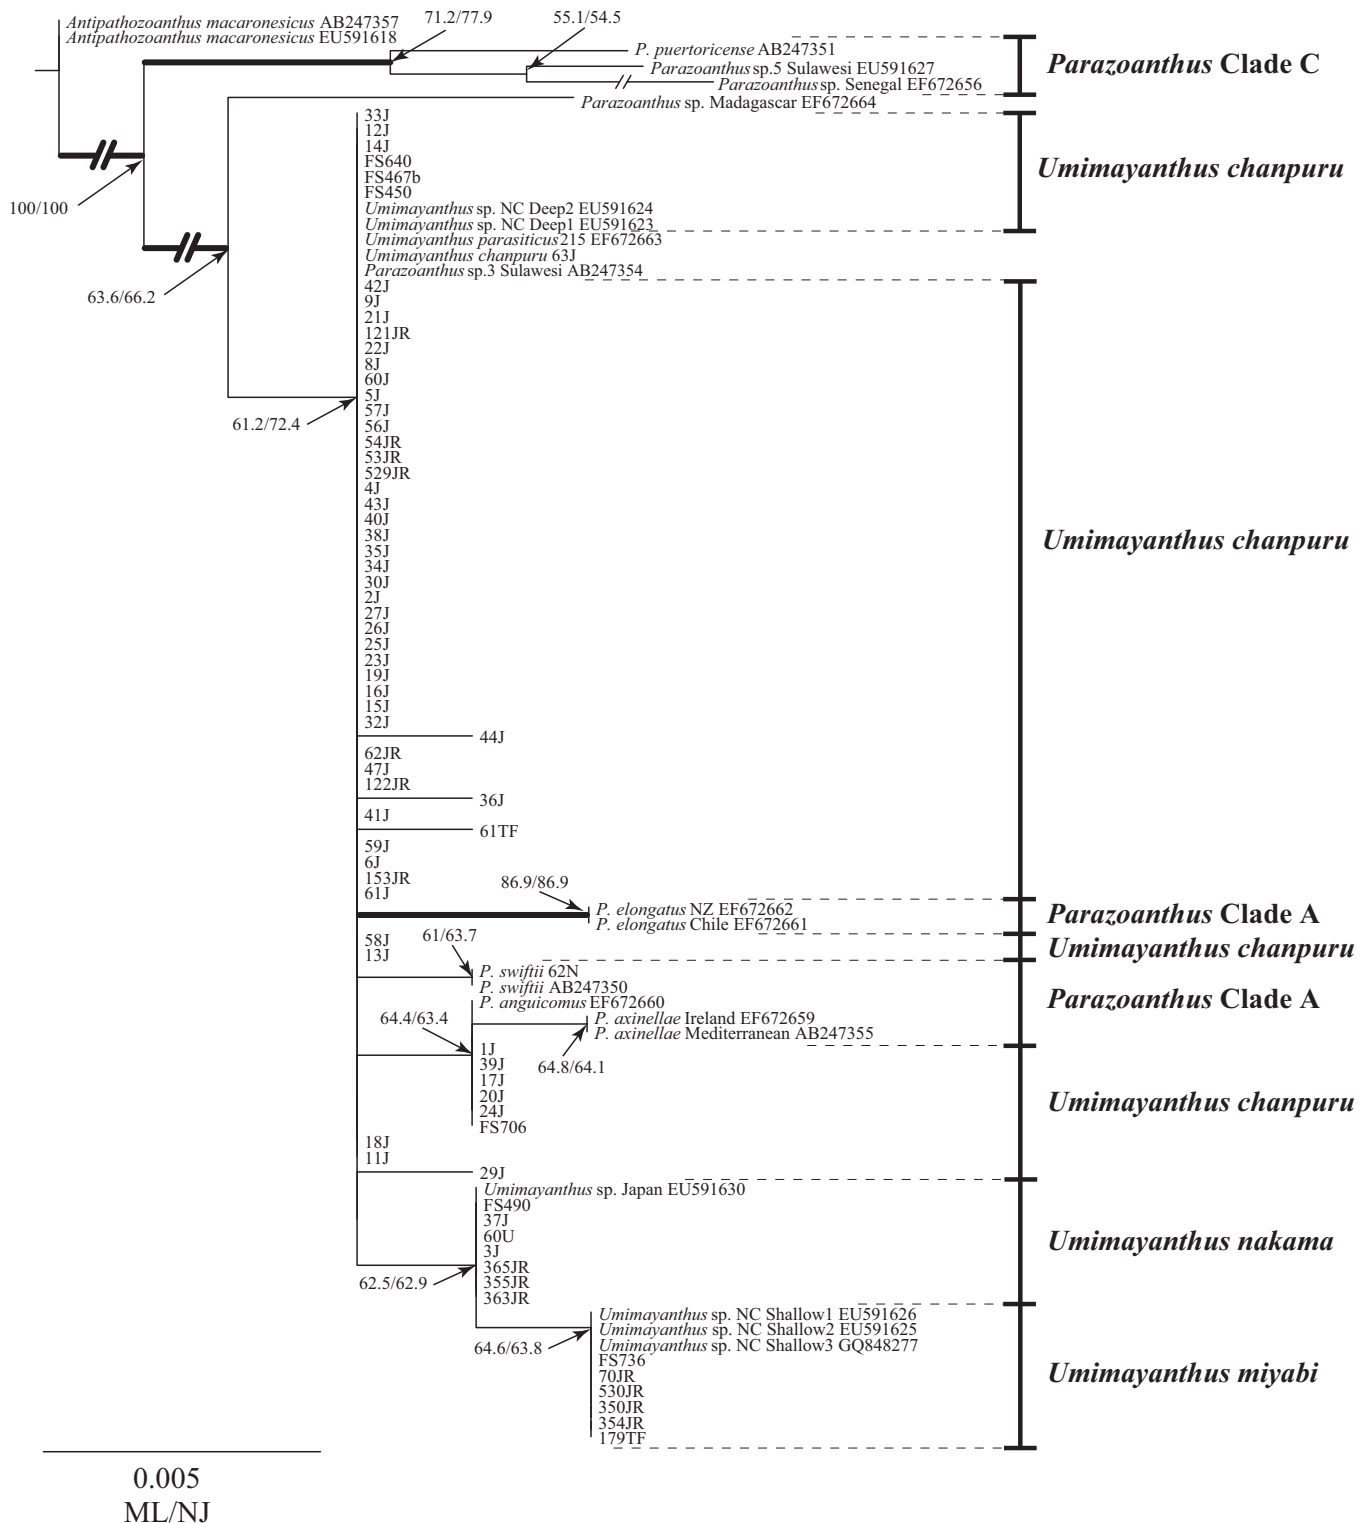 Antipathozoanthus macaronesicus AB247357
Antipathozoanthus macaronesicus EU591618
71.2/77.9
55.1/54.5
P. puertoricense AB247351
Parazoanthus sp.5 Sulawesi EU591627
Parazoanthus sp. Senegal EF672656
Parazoanthus Clade C
Parazoanthus sp. Madagascar EF672664
33J
12J
14J
FS640
FS467b
FS450
Umimayanthus sp. NC Deep2 EU591624
Umimayanthus sp. NC Deep1 EU591623
Umimayanthus chanpuru
100/100
Umimayanthus parasiticus 215 EF672663
Umimayanthus chanpuru 63J
Parazoanthus sp.3 Sulawesi AB247354
63.6/66.2
42J
9J
21J
121JR
22J
8J
60J
5J
57J
56J
61.2/72.4
54JR
53JR
529JR
4J
43J
40J
38J
35J
34J
30J
2J
27J
26J
25J
23J
19J
16J
15J
32J
44J
62JR
47J
122JR
36J
41J
61TF
59J
6J
153JR
61J
Umimayanthus chanpuru
86.9/86.9
P. elongatus NZ EF672662
P. elongatus Chile EF672661
Parazoanthus Clade A
58J
13J
61/63.7
Umimayanthus chanpuru
P. swiftii 62N
P. swiftii AB247350
P. anguicomus EF672660
P. axinellae Ireland EF672659
P. axinellae Mediterranean AB247355
Parazoanthus Clade A
64.4/63.4
64.8/64.1
1J
39J
17J
20J
24J
FS706
18J
11J
29J
Umimayanthus chanpuru
Umimayanthus sp. Japan EU591630
FS490
37J
60U
3J
365JR
355JR
363JR
Umimayanthus nakama
62.5/62.9
Umimayanthus sp. NC Shallow1 EU591626
Umimayanthus sp. NC Shallow2 EU591625
Umimayanthus sp. NC Shallow3 GQ848277
64.6/63.8
FS736
70JR
530JR
350JR
354JR
179TF
Umimayanthus miyabi
0.005
ML/NJ